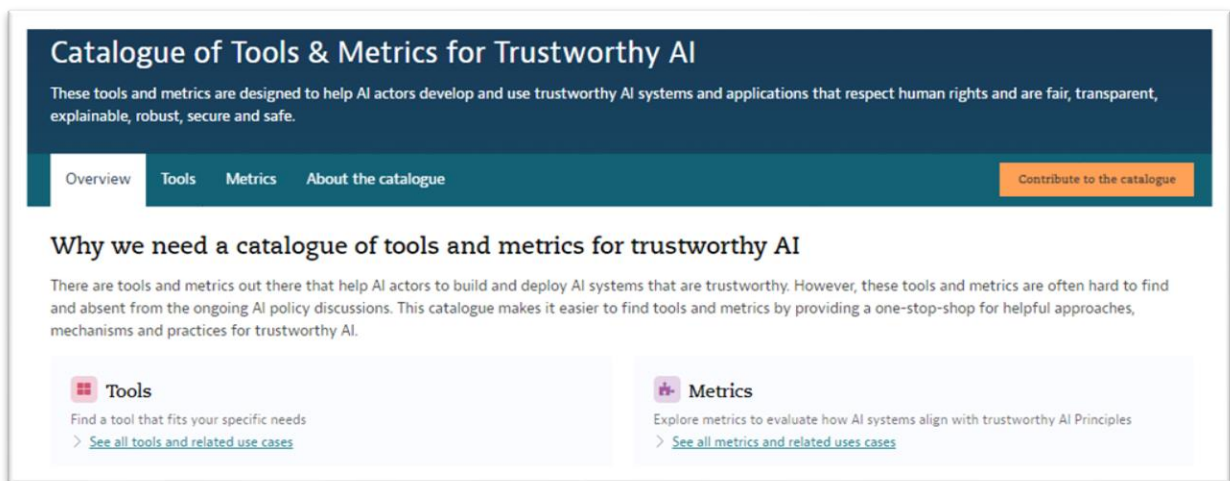 Catalogue of Tools & Metrics for Trustworthy AI
These tools and metrics are designed to help AI actors develop and use trustworthy AI systems and applications that respect human rights and are fair, transparent,
explainable, robust, secure and safe.
Overview Tools Metrics About the catalogue Contribute to the catalogue
Why we need a catalogue of tools and metrics for trustworthy AI
There are tools and metrics out there that help AI actors to build and deploy AI systems that are trustworthy. However, these tools and metrics are often hard to find
and absent from the ongoing AI policy discussions. This catalogue makes it easier to find tools and metrics by providing a one-stop-shop for helpful approaches,
mechanisms and practices for trustworthy AI.
Tools
Find a tool that fits your specific needs
> See all tools and related use cases
Metrics
Explore metrics to evaluate how AI systems align with trustworthy AI Principles
> See all metrics and related uses cases